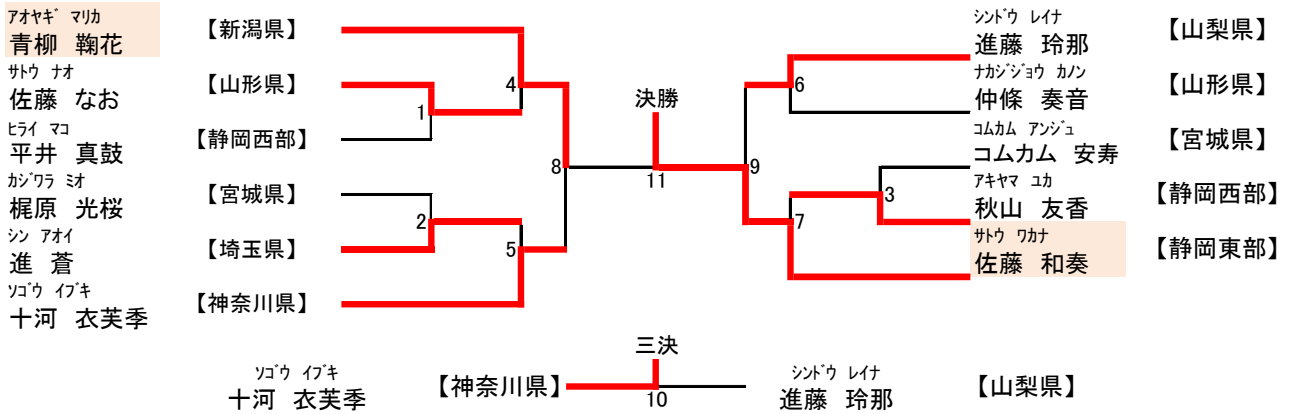 アオヤギ マリカ
青柳 鞠花 【新潟県】
サトウ ナオ
佐藤 なお 【山形県】
ヒライ マコ
平井 真鼓 【静岡西部】
カジワラ ミオ
梶原 光桜 【宮城県】
シン アオイ
進 蒼 【埼玉県】
ソゴウ イブキ
十河 衣芙季 【神奈川県】
1
2
4
5
8
決勝
11
9
6
3
7
シンドウ レイナ
進藤 玲那 【山梨県】
ナカジジョウ カノン
仲條 奏音 【山形県】
コムカム アンジュ
コムカム 安寿 【宮城県】
アキヤマ ユカ
秋山 友香 【静岡西部】
サトウ ワカナ
佐藤 和奏 【静岡東部】
三決
ソゴウ イブキ
十河 衣芙季 【神奈川県】
10
シンドウ レイナ
進藤 玲那 【山梨県】